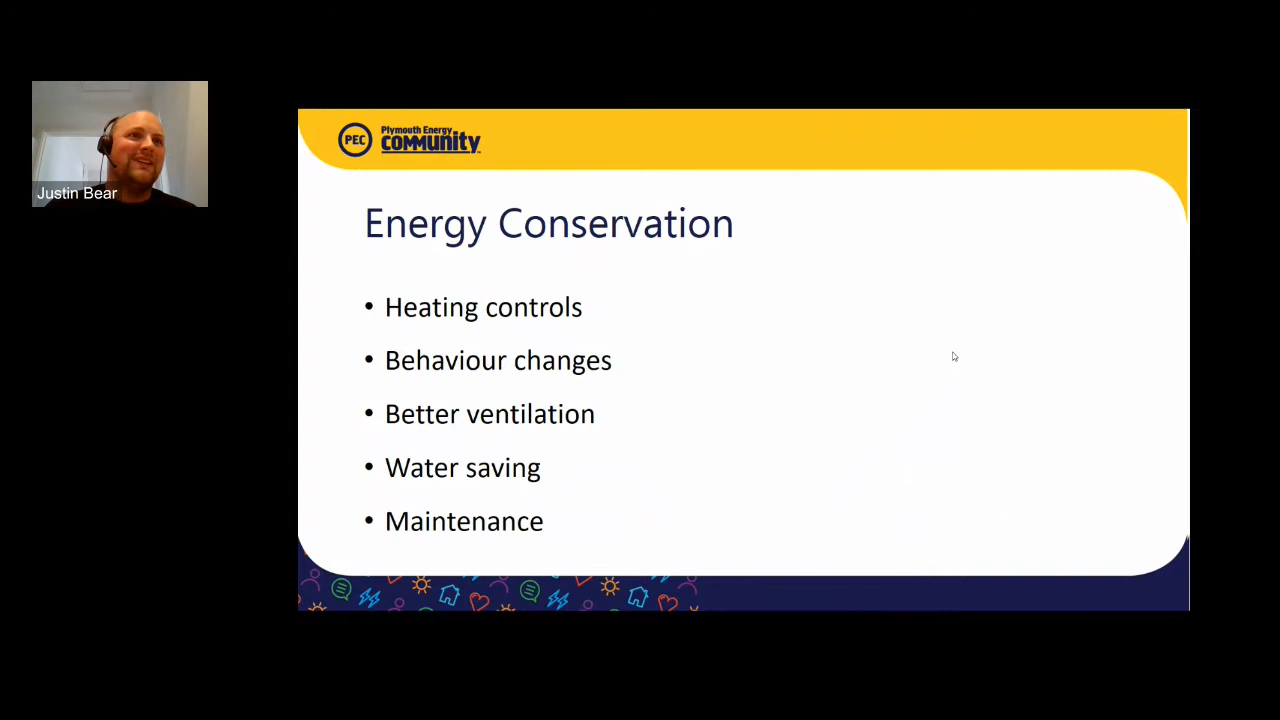 PEC
Plymouth Energy
COMMUNITY
Justin Bear
Energy Conservation
• Heating controls
• Behaviour changes
• Better ventilation
• Water saving
• Maintenance